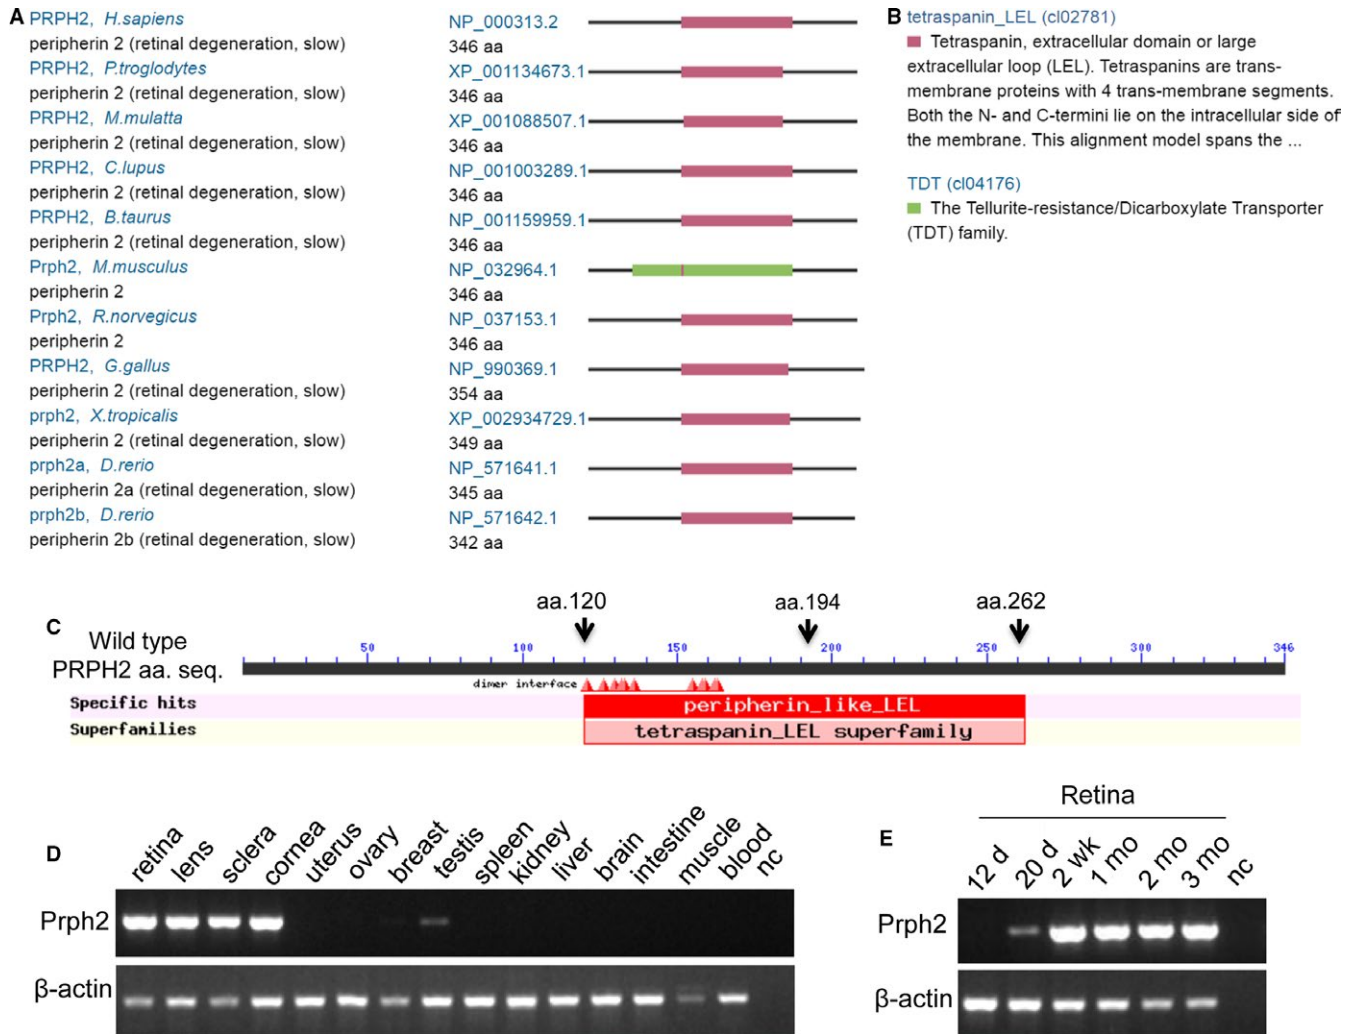 A
PRPH2, H.sapiens NP_000313.2
peripherin 2 (retinal degeneration, slow) 346 aa
PRPH2, P.troglodytes XP_001134673.1
peripherin 2 (retinal degeneration, slow) 346 aa
PRPH2, M.mulatta XP_001088507.1
peripherin 2 (retinal degeneration, slow) 346 aa
PRPH2, C.lupus NP_001003289.1
peripherin 2 (retinal degeneration, slow) 346 aa
PRPH2, B.taurus NP_001159959.1
peripherin 2 (retinal degeneration, slow) 346 aa
Prph2, M.musculus NP_032964.1
peripherin 2 346 aa
Prph2, R.norvegicus NP_037153.1
peripherin 2 346 aa
PRPH2, G.gallus NP_990369.1
peripherin 2 (retinal degeneration, slow) 354 aa
prph2, X.tropicalis XP_002934729.1
peripherin 2 (retinal degeneration, slow) 349 aa
prph2a, D.rerio NP_571641.1
peripherin 2a (retinal degeneration, slow) 345 aa
prph2b, D.rerio NP_571642.1
peripherin 2b (retinal degeneration, slow) 342 aa
B
tetraspanin_LEL (cl02781)
Tetraspanin, extracellular domain or large
extracellular loop (LEL). Tetraspanins are trans-
membrane proteins with 4 trans-membrane segments.
Both the N- and C-termini lie on the intracellular side of
the membrane. This alignment model spans the ...
TDT (cl04176)
The Tellurite-resistance/Dicarboxylate Transporter
(TDT) family.
C
aa.120 aa.194 aa.262
Wild type
PRPH2 aa. seq.
50 100 150 200 250 300 346
dimer interface
Specific hits peripherin_like_LEL
Superfamilies tetraspanin_LEL superfamily
D
retina lens sclera cornea uterus ovary breast testis spleen kidney liver brain intestine muscle blood nc
Prph2
β-actin
E
Retina
12 d 20 d 2 wk 1 mo 2 mo 3 mo nc
Prph2
β-actin